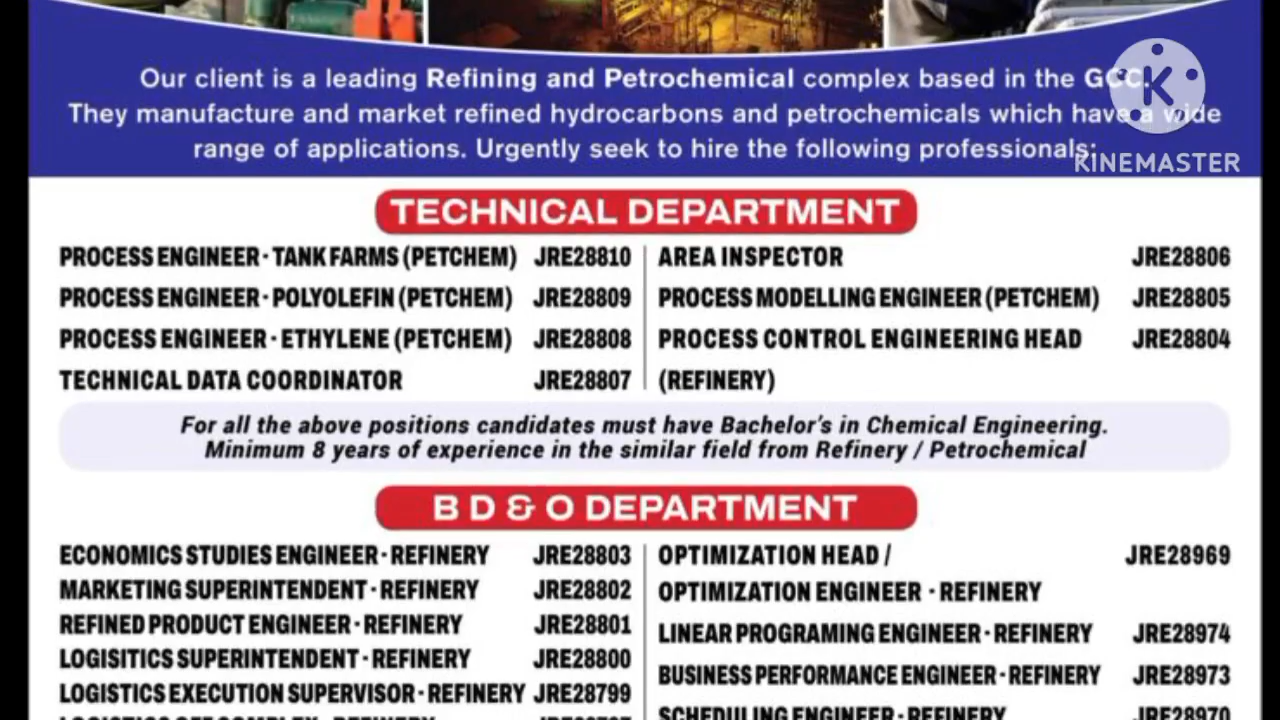 Our client is a leading Refining and Petrochemical complex based in the GCC.
They manufacture and market refined hydrocarbons and petrochemicals which have a wide
range of applications. Urgently seek to hire the following professionals:
K
KINEMASTER
TECHNICAL DEPARTMENT
PROCESS ENGINEER - TANK FARMS (PETCHEM) JRE28810
PROCESS ENGINEER - POLYOLEFIN (PETCHEM) JRE28809
PROCESS ENGINEER - ETHYLENE (PETCHEM) JRE28808
TECHNICAL DATA COORDINATOR JRE28807
AREA INSPECTOR JRE28806
PROCESS MODELLING ENGINEER (PETCHEM) JRE28805
PROCESS CONTROL ENGINEERING HEAD JRE28804
(REFINERY)
For all the above positions candidates must have Bachelor's in Chemical Engineering.
Minimum 8 years of experience in the similar field from Refinery / Petrochemical
B D & O DEPARTMENT
ECONOMICS STUDIES ENGINEER - REFINERY JRE28803
MARKETING SUPERINTENDENT - REFINERY JRE28802
REFINED PRODUCT ENGINEER - REFINERY JRE28801
LOGISITICS SUPERINTENDENT - REFINERY JRE28800
LOGISTICS EXECUTION SUPERVISOR - REFINERY JRE28799
OPTIMIZATION HEAD / JRE28969
OPTIMIZATION ENGINEER - REFINERY
LINEAR PROGRAMING ENGINEER - REFINERY JRE28974
BUSINESS PERFORMANCE ENGINEER - REFINERY JRE28973
SCHEDULING ENGINEER - REFINERY JRE28970